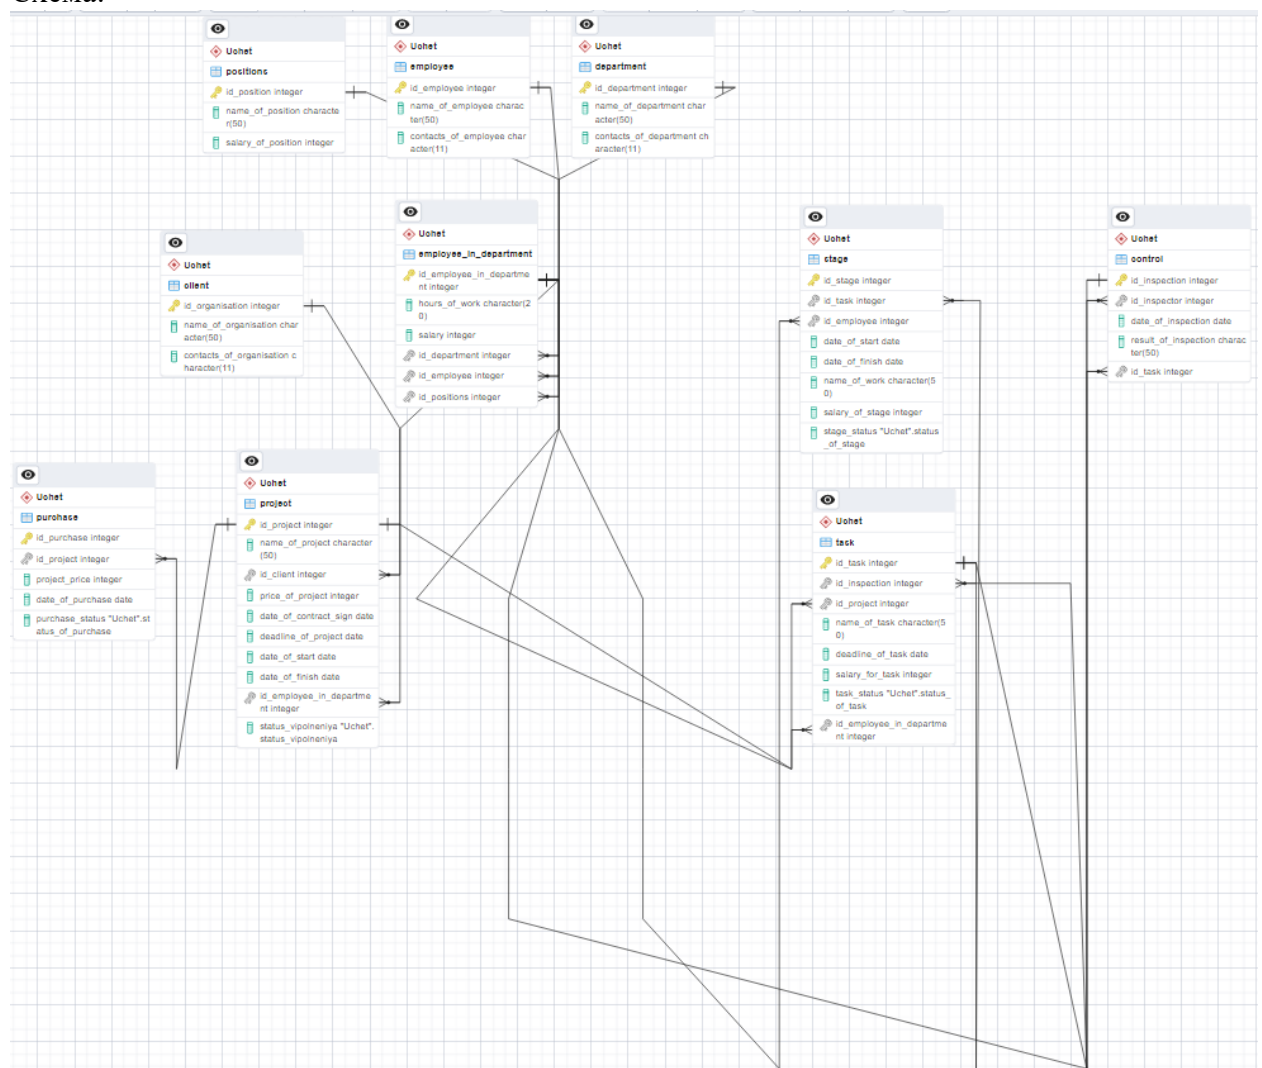 Схема:
Uchet
positions
id_position integer
name_of_position characte
r(50)
salary_of_position integer
Uchet
employee
id_employee integer
name_of_employee charac
ter(50)
contacts_of_employee char
acter(11)
Uchet
department
id_department integer
name_of_department char
acter(50)
contacts_of_department ch
aracter(11)
Uchet
client
id_organisation integer
name_of_organisation char
acter(50)
contacts_of_organisation c
haracter(11)
Uchet
employee_in_department
id_employee_in_departme
nt integer
hours_of_work character(2
0)
salary integer
id_department integer
id_employee integer
id_positions integer
Uchet
stage
id_stage integer
id_task integer
id_employee integer
date_of_start date
date_of_finish date
name_of_work character(5
0)
salary_of_stage integer
stage_status "Uchet".status
_of_stage
Uchet
control
id_inspection integer
id_inspector integer
date_of_inspection date
result_of_inspection charac
ter(50)
id_task integer
Uchet
purchase
id_purchase integer
id_project integer
project_price integer
date_of_purchase date
purchase_status "Uchet".st
atus_of_purchase
Uchet
project
id_project integer
name_of_project character
(50)
id_client integer
price_of_project integer
date_of_contract_sign date
deadline_of_project date
date_of_start date
date_of_finish date
id_employee_in_departme
nt integer
status_vipolneniya "Uchet".
status_vipolneniya
Uchet
task
id_task integer
id_inspection integer
id_project integer
name_of_task character(5
0)
deadline_of_task date
salary_for_task integer
task_status "Uchet".status_
of_task
id_employee_in_departme
nt integer